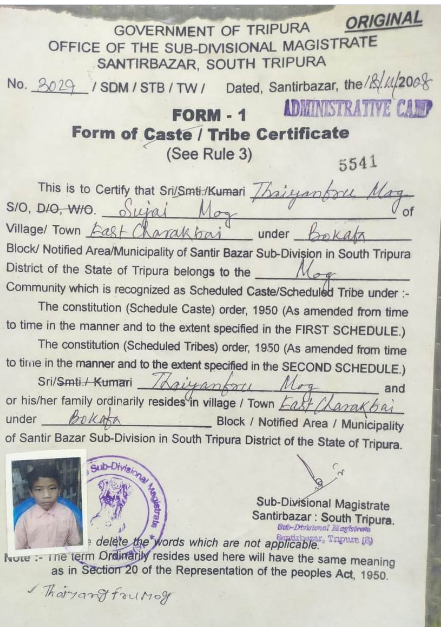 ORIGINAL
GOVERNMENT OF TRIPURA
OFFICE OF THE SUB-DIVISIONAL MAGISTRATE
SANTIRBAZAR, SOUTH TRIPURA
No. 3029 / SDM / STB / TW / Dated, Santirbazar, the 18/11/2008
ADMINISTRATIVE CAMP
FORM - 1
Form of Caste / Tribe Certificate
(See Rule 3)
5541
This is to Certify that Sri/Smti./Kumari Thaiyanfru Mog
S/O, D/O, W/O. Sujai Mog of
Village/ Town East Charakbai under Bokafa
Block/ Notified Area/Municipality of Santir Bazar Sub-Division in South Tripura
District of the State of Tripura belongs to the Mog
Community which is recognized as Scheduled Caste/Scheduled Tribe under :-
The constitution (Schedule Caste) order, 1950 (As amended from time
to time in the manner and to the extent specified in the FIRST SCHEDULE.)
The constitution (Scheduled Tribes) order, 1950 (As amended from time
to time in the manner and to the extent specified in the SECOND SCHEDULE.)
Sri/Smti./ Kumari Thaiyanfru Mog and
or his/her family ordinarily resides in village / Town East Charakbai
under Bokafa Block / Notified Area / Municipality
of Santir Bazar Sub-Division in South Tripura District of the State of Tripura.
Sub-Divisional Magistrate
Sub-Divisional Magistrate
Santirbazar : South Tripura.
Sub-Divisional Magistrate
Santirbazar, Tripura (S)
delete the words which are not applicable.
Note :- The term Ordinarily resides used here will have the same meaning
as in Section 20 of the Representation of the peoples Act, 1950.
Thaiyang Fru Mog